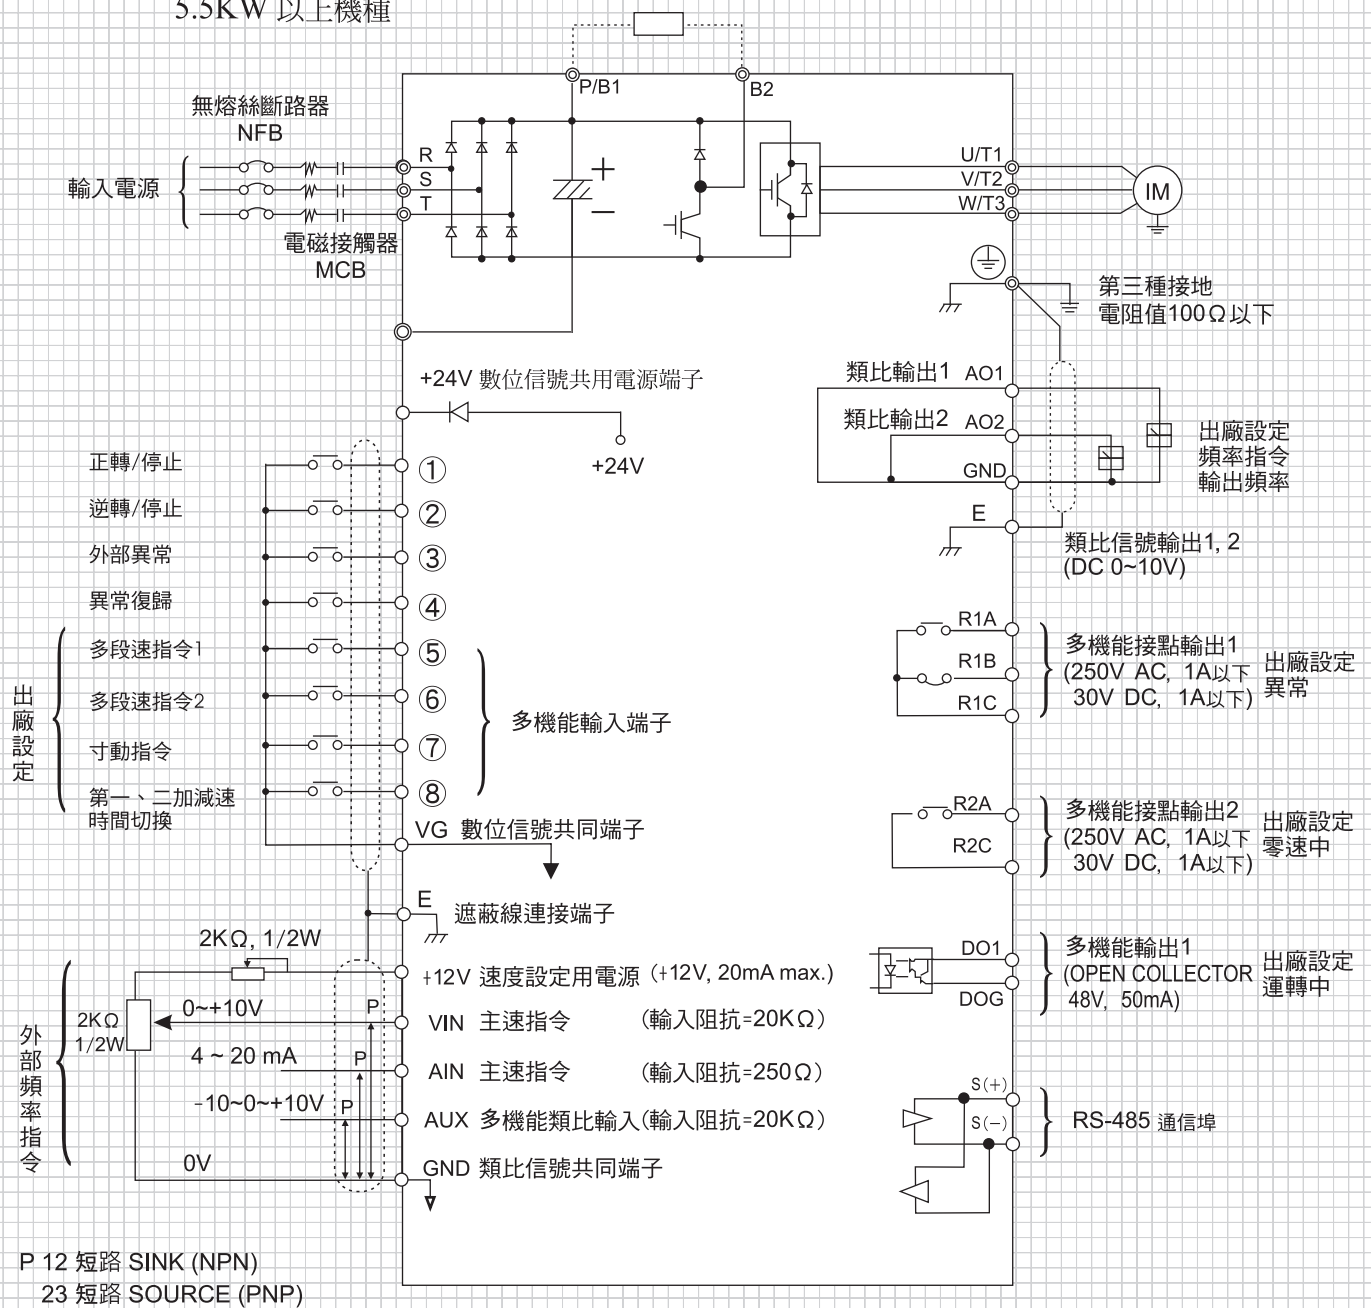 5.5KW 以上機種
P/B1
B2
無熔絲斷路器
NFB
輸入電源
R
S
T
電磁接觸器
MCB
U/T1
V/T2
W/T3
IM
第三種接地
電阻值100Ω以下
+24V 數位信號共用電源端子
+24V
類比輸出1 AO1
類比輸出2 AO2
GND
E
出廠設定
頻率指令
輸出頻率
類比信號輸出1, 2
(DC 0~10V)
正轉/停止 ①
逆轉/停止 ②
外部異常 ③
異常復歸 ④
出廠設定
多段速指令1 ⑤
多段速指令2 ⑥
寸動指令 ⑦
第一、二加減速
時間切換
⑧
多機能輸入端子
VG 數位信號共同端子
E 遮蔽線連接端子
R1A
R1B
R1C
多機能接點輸出1
(250V AC, 1A以下
30V DC, 1A以下)
出廠設定
異常
R2A
R2C
多機能接點輸出2
(250V AC, 1A以下
30V DC, 1A以下)
出廠設定
零速中
DO1
DOG
多機能輸出1
(OPEN COLLECTOR
48V, 50mA)
出廠設定
運轉中
外部頻率指令
2KΩ, 1/2W
2KΩ
1/2W
+12V 速度設定用電源 (+12V, 20mA max.)
0~+10V P VIN 主速指令 (輸入阻抗=20KΩ)
4 ~ 20 mA P AIN 主速指令 (輸入阻抗=250Ω)
-10~0~+10V P AUX 多機能類比輸入(輸入阻抗=20KΩ)
0V GND 類比信號共同端子
S(+)
S(-)
RS-485 通信埠
P 12 短路 SINK (NPN)
23 短路 SOURCE (PNP)